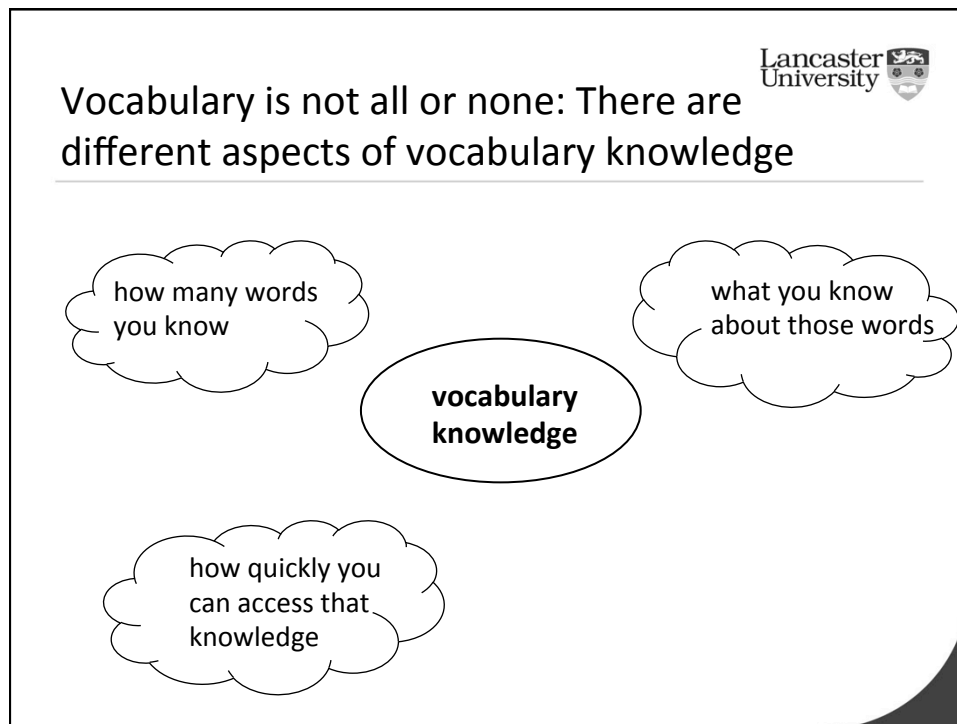 Lancaster
University
Vocabulary is not all or none: There are
different aspects of vocabulary knowledge
how many words
you know
what you know
about those words
vocabulary
knowledge
how quickly you
can access that
knowledge